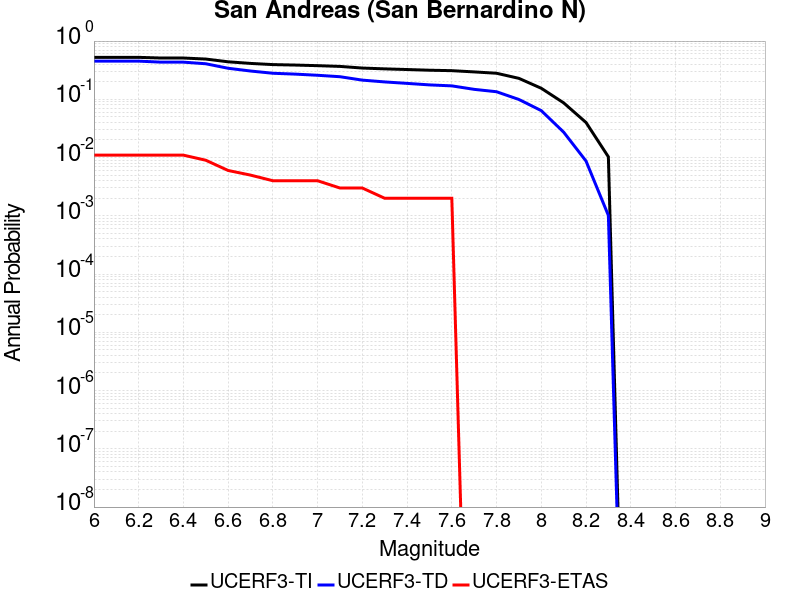 San Andreas (San Bernardino N)
10^0
10^-1
10^-2
10^-3
10^-4
10^-5
10^-6
10^-7
10^-8
Annual Probability
6 6.2 6.4 6.6 6.8 7 7.2 7.4 7.6 7.8 8 8.2 8.4 8.6 8.8 9
Magnitude
UCERF3-TI UCERF3-TD UCERF3-ETAS